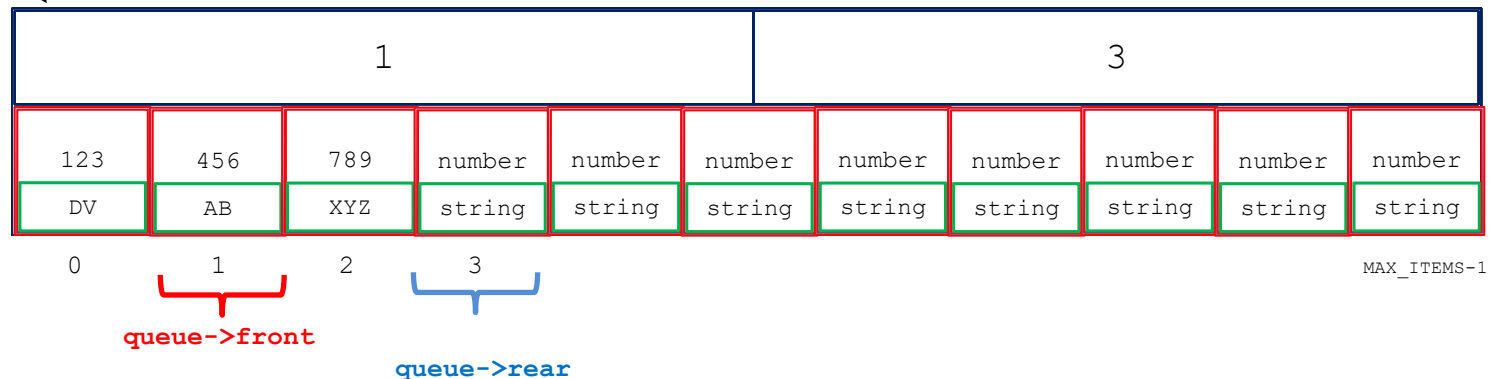 1 3
123 456 789 number number number number number number number number
DV AB XYZ string string string string string string string string
0 1 2 3 MAX_ITEMS-1
queue->front
queue->rear